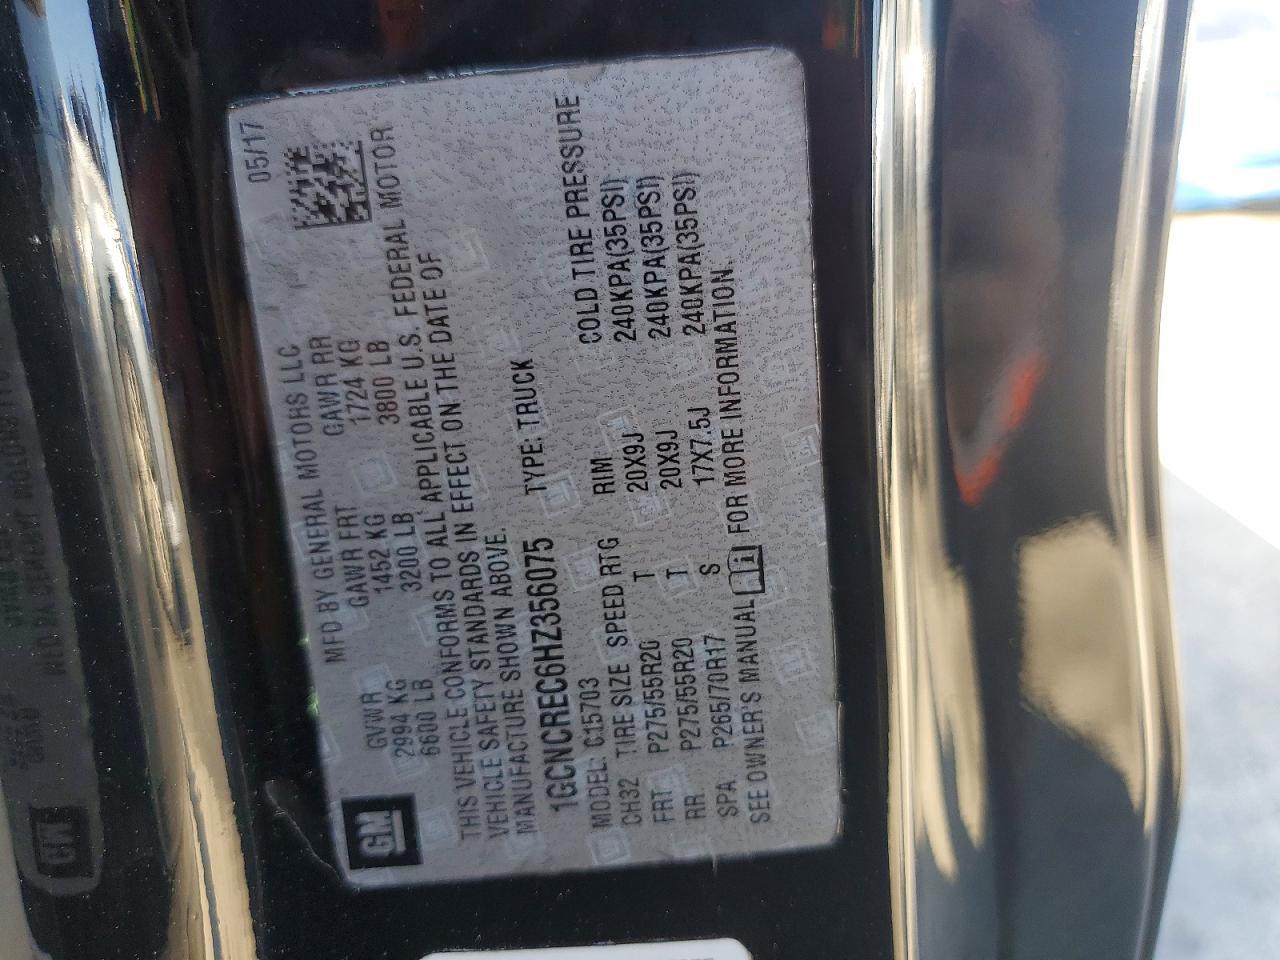 MFD BY GENERAL MOTORS LLC 05/17
GVWR GAWR FRT GAWR RR
2994 KG 1452 KG 1724 KG
6600 LB 3200 LB 3800 LB
GM
THIS VEHICLE CONFORMS TO ALL APPLICABLE U.S. FEDERAL MOTOR
VEHICLE SAFETY STANDARDS IN EFFECT ON THE DATE OF
MANUFACTURE SHOWN ABOVE.
1GCNCREC6HZ356075 TYPE: TRUCK
MODEL: C15703
CH32 TIRE SIZE SPEED RTG RIM COLD TIRE PRESSURE
FRT P275/55R20 T 20X9J 240KPA(35PSI)
RR P275/55R20 T 20X9J 240KPA(35PSI)
SPA P265/70R17 S 17X7.5J 240KPA(35PSI)
SEE OWNER'S MANUAL i FOR MORE INFORMATION.
GM